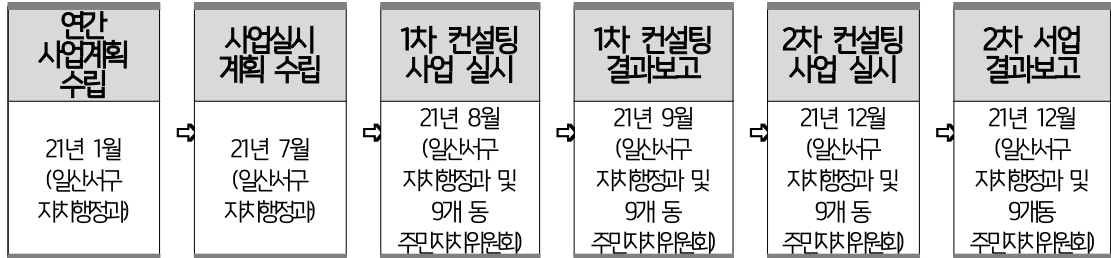 연간
사업계획
수립
21년 1월
(일산서구
자치행정과)
⇨
사업실시
계획 수립
21년 7월
(일산서구
자치행정과)
⇨
1차 컨설팅
사업 실시
21년 8월
(일산서구
자치행정과 및
9개 동
주민자치위원회)
⇨
1차 컨설팅
결과보고
21년 9월
(일산서구
자치행정과 및
9개 동
주민자치위원회)
⇨
2차 컨설팅
사업 실시
21년 12월
(일산서구
자치행정과 및
9개 동
주민자치위원회)
⇨
2차 서업
결과보고
21년 12월
(일산서구
자치행정과 및
9개동
주민자치위원회)